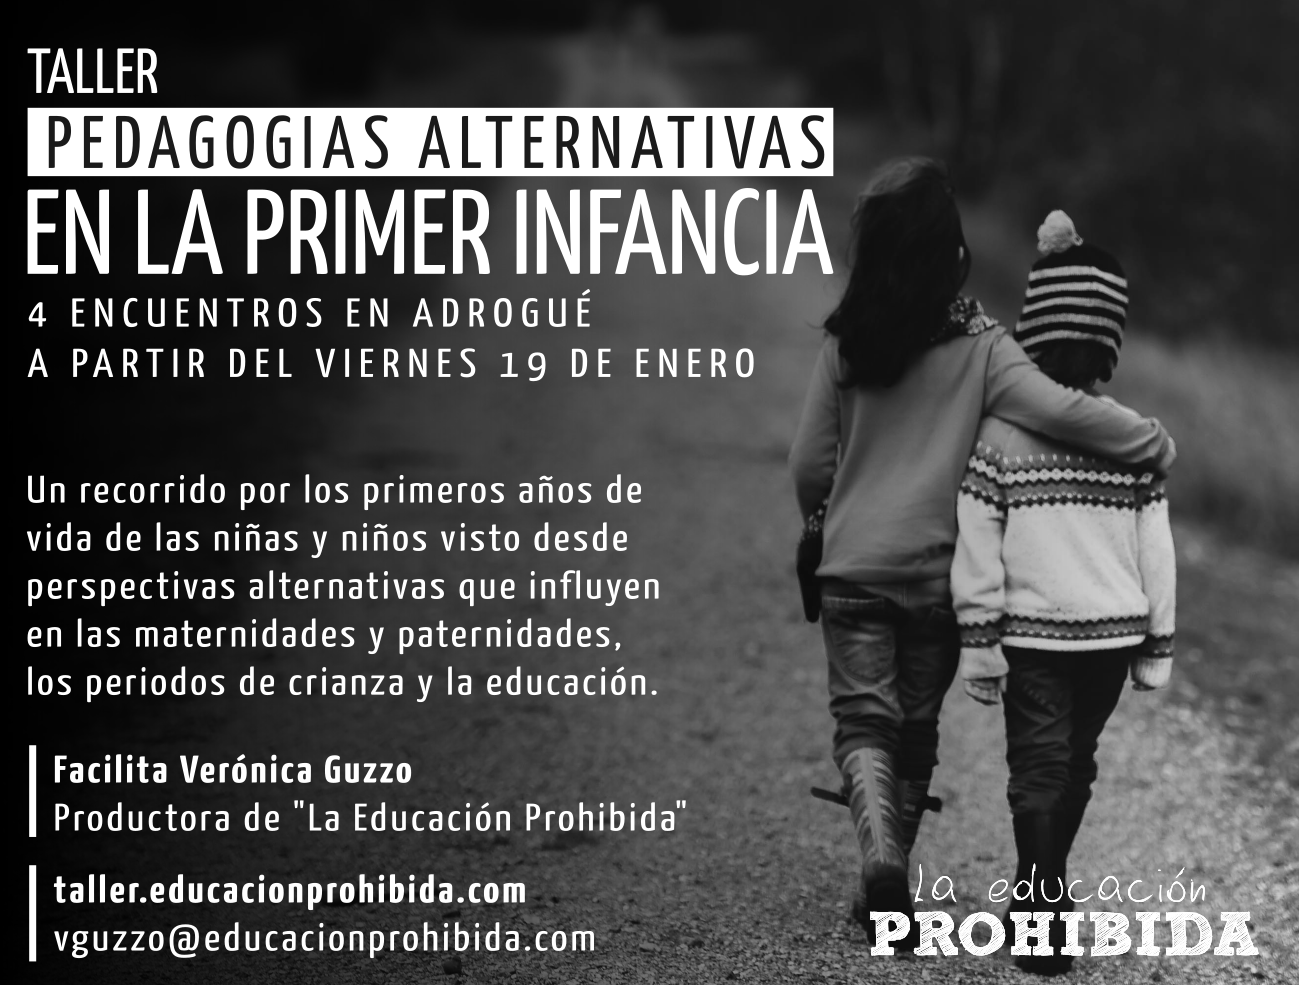 TALLER
PEDAGOGIAS ALTERNATIVAS
EN LA PRIMER INFANCIA
4 ENCUENTROS EN ADROGUÉ
A PARTIR DEL VIERNES 19 DE ENERO
Un recorrido por los primeros años de
vida de las niñas y niños visto desde
perspectivas alternativas que influyen
en las maternidades y paternidades,
los periodos de crianza y la educación.
Facilita Verónica Guzzo
Productora de "La Educación Prohibida"
taller.educacionprohibida.com
vguzzo@educacionprohibida.com
La educación
PROHIBIDA